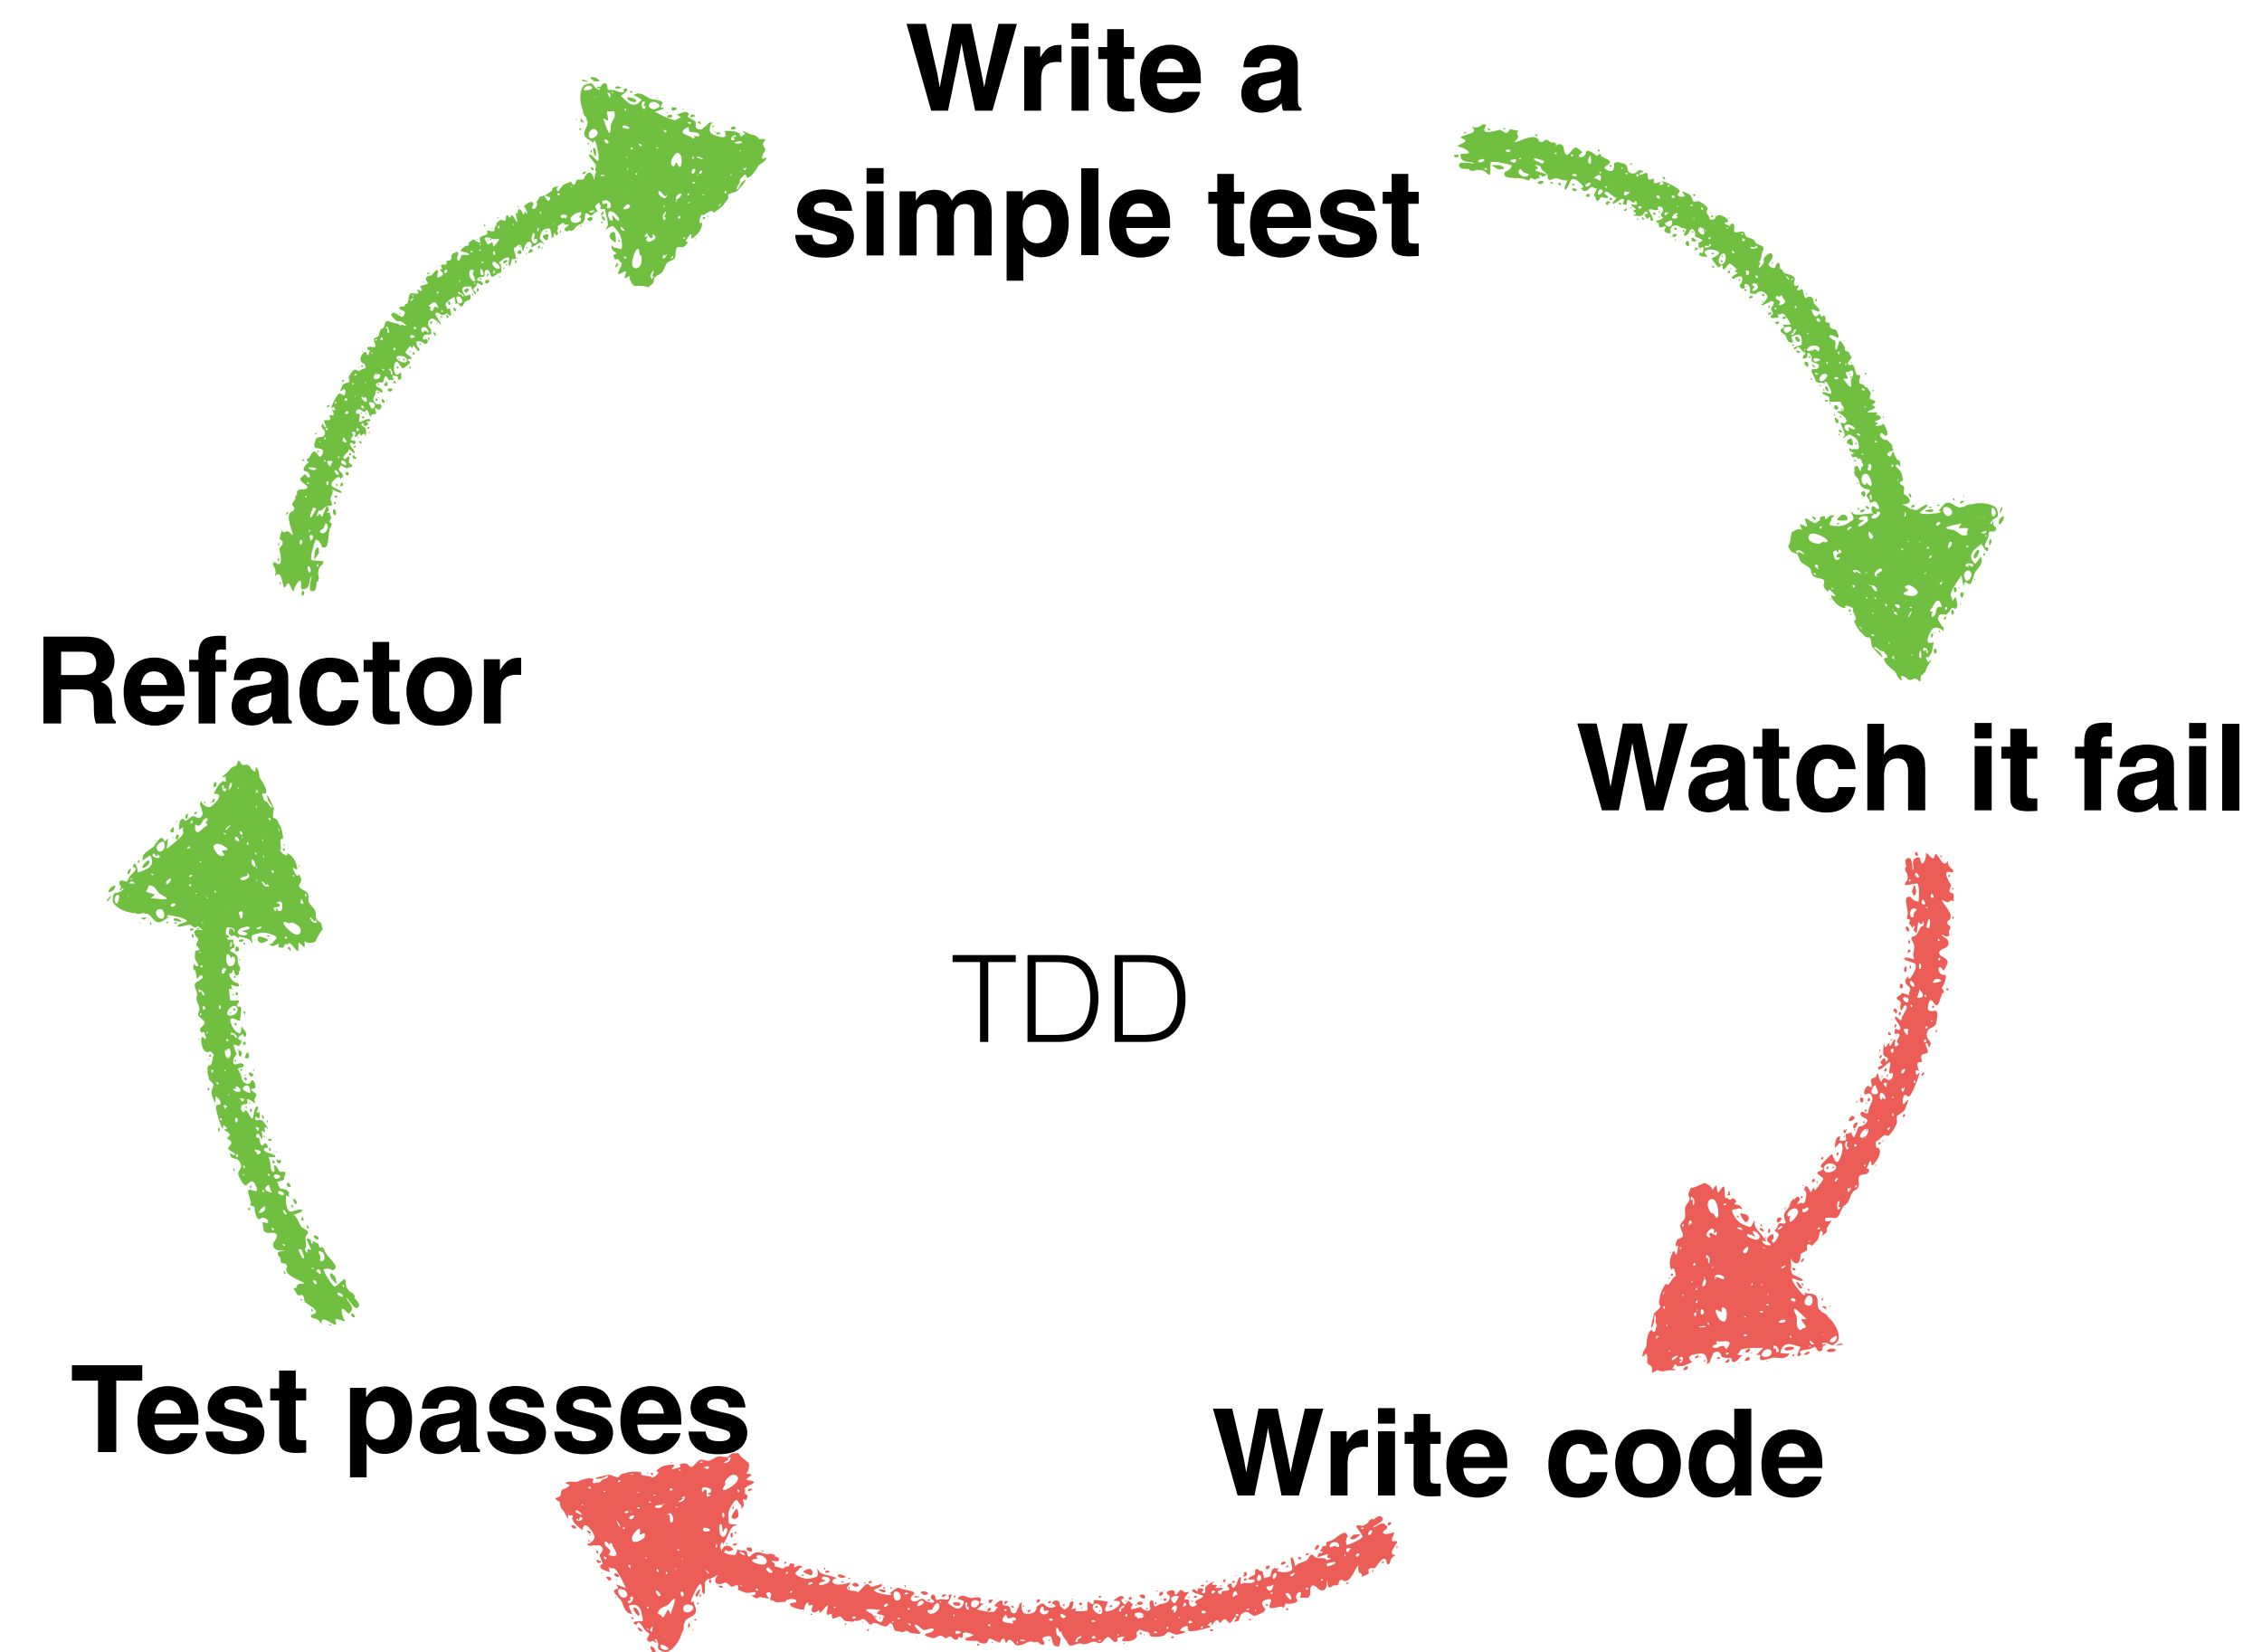 Write a
simple test
Refactor
Watch it fail
TDD
Test passes
Write code